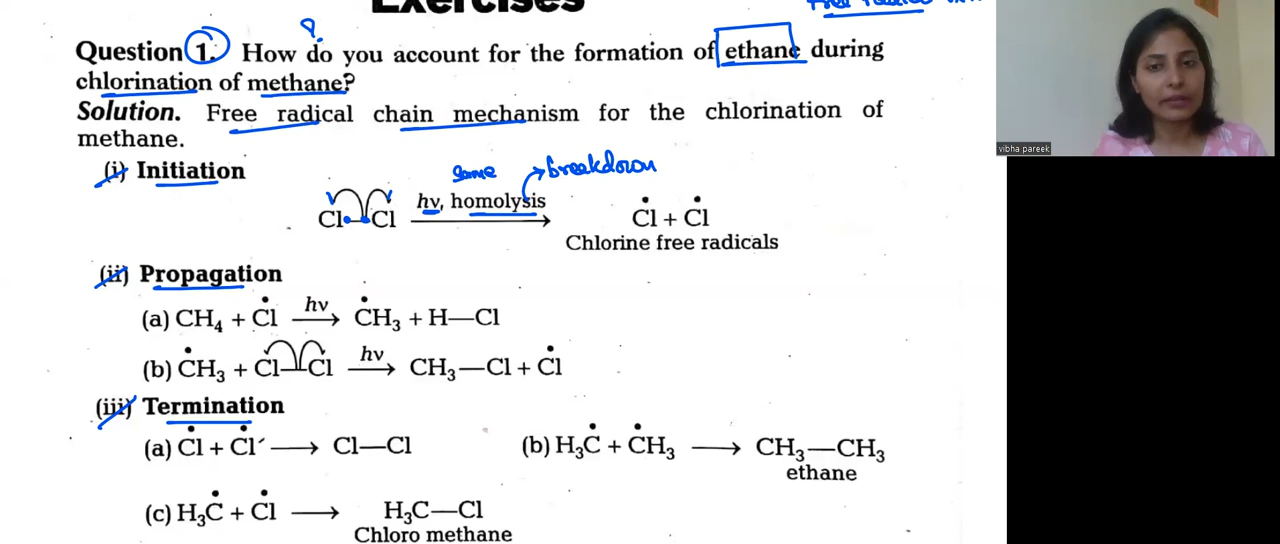 Exercises
Question 1. How do you account for the formation of ethane during
chlorination of methane?
Solution. Free radical chain mechanism for the chlorination of
methane.
(i) Initiation
same breakdown
Cl Cl hν, homolysis Ċl + Ċl
Chlorine free radicals
(ii) Propagation
(a) CH₄ + Ċl hν → ĊH₃ + H—Cl
(b) ĊH₃ + Cl—Cl hν → CH₃—Cl + Ċl
(iii) Termination
(a) Ċl + Ċl → Cl—Cl (b) H₃Ċ + ĊH₃ → CH₃—CH₃
ethane
(c) H₃Ċ + Ċl → H₃C—Cl
Chloro methane
vibha pareek